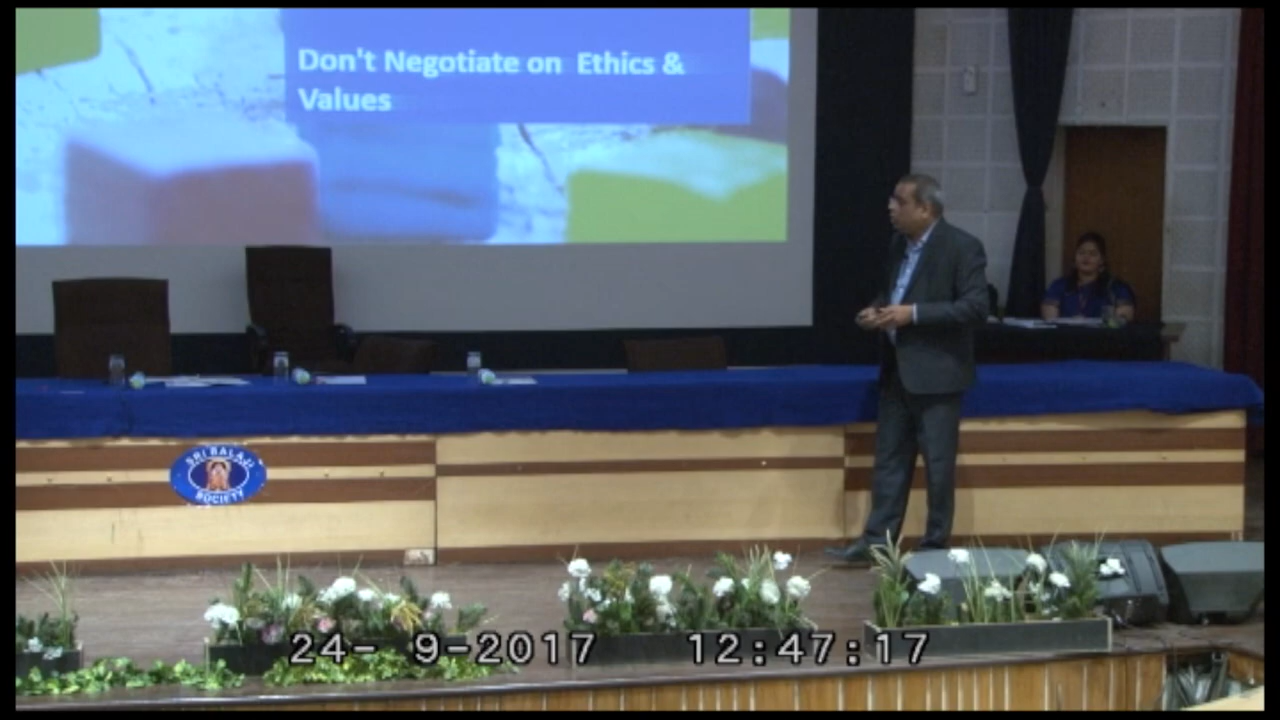 Don't Negotiate on Ethics &
Values
SRI BALAJI
SOCIETY
24- 9-2017 12:47:17